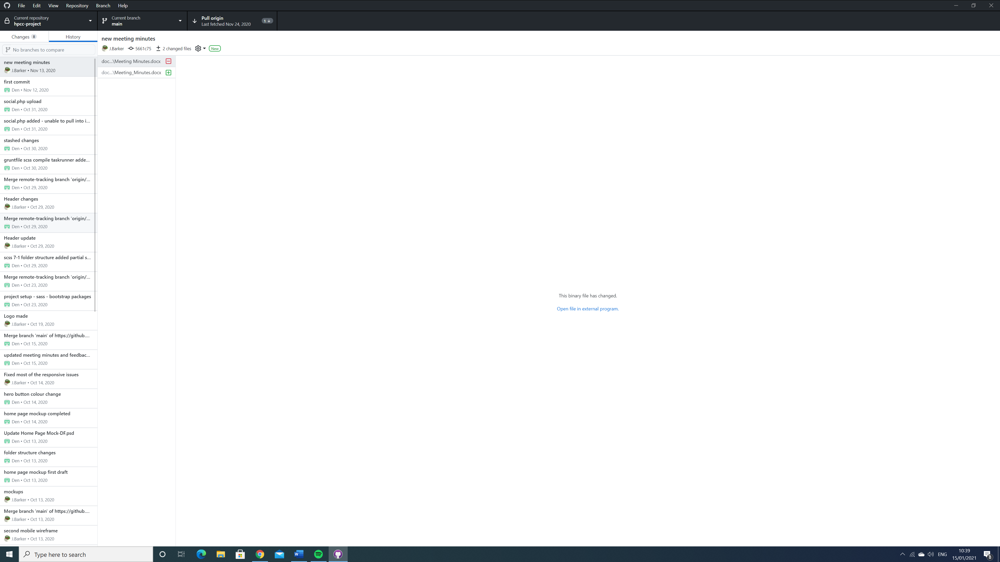 File Edit View Repository Branch Help
Current repository
hpcc-project
Current branch
main
Pull origin
Last fetched Nov 24, 2020
1
Changes 8
History
No branches to compare
new meeting minutes
J.Barker • Nov 13, 2020
first commit
Den • Nov 12, 2020
social.php upload
Den • Oct 31, 2020
social.php added - unable to pull into i...
Den • Oct 31, 2020
stashed changes
Den • Oct 30, 2020
gruntfile scss compile taskrunner adde...
Den • Oct 30, 2020
Merge remote-tracking branch 'origin/...
Den • Oct 29, 2020
Header changes
J.Barker • Oct 29, 2020
Merge remote-tracking branch 'origin/...
Den • Oct 29, 2020
Header update
J.Barker • Oct 29, 2020
scss 7-1 folder structure added partial s...
Den • Oct 29, 2020
Merge remote-tracking branch 'origin/...
Den • Oct 23, 2020
project setup - sass - bootstrap packages
Den • Oct 23, 2020
Logo made
J.Barker • Oct 19, 2020
Merge branch 'main' of https://github....
Den • Oct 15, 2020
updated meeting minutes and feedbac...
Den • Oct 15, 2020
Fixed most of the responsive issues
J.Barker • Oct 14, 2020
hero button colour change
Den • Oct 14, 2020
home page mockup completed
Den • Oct 14, 2020
Update Home Page Mock-DF.psd
Den • Oct 13, 2020
folder structure changes
Den • Oct 13, 2020
home page mockup first draft
Den • Oct 13, 2020
mockups
J.Barker • Oct 13, 2020
Merge branch 'main' of https://github....
J.Barker • Oct 13, 2020
second mobile wireframe
J.Barker • Oct 13, 2020
new meeting minutes
J.Barker 5661c75 2 changed files New
doc...\Meeting Minutes.docx
doc...\Meeting_Minutes.docx
This binary file has changed.
Open file in external program.
Type here to search
W
ENG
10:39
15/01/2021
8